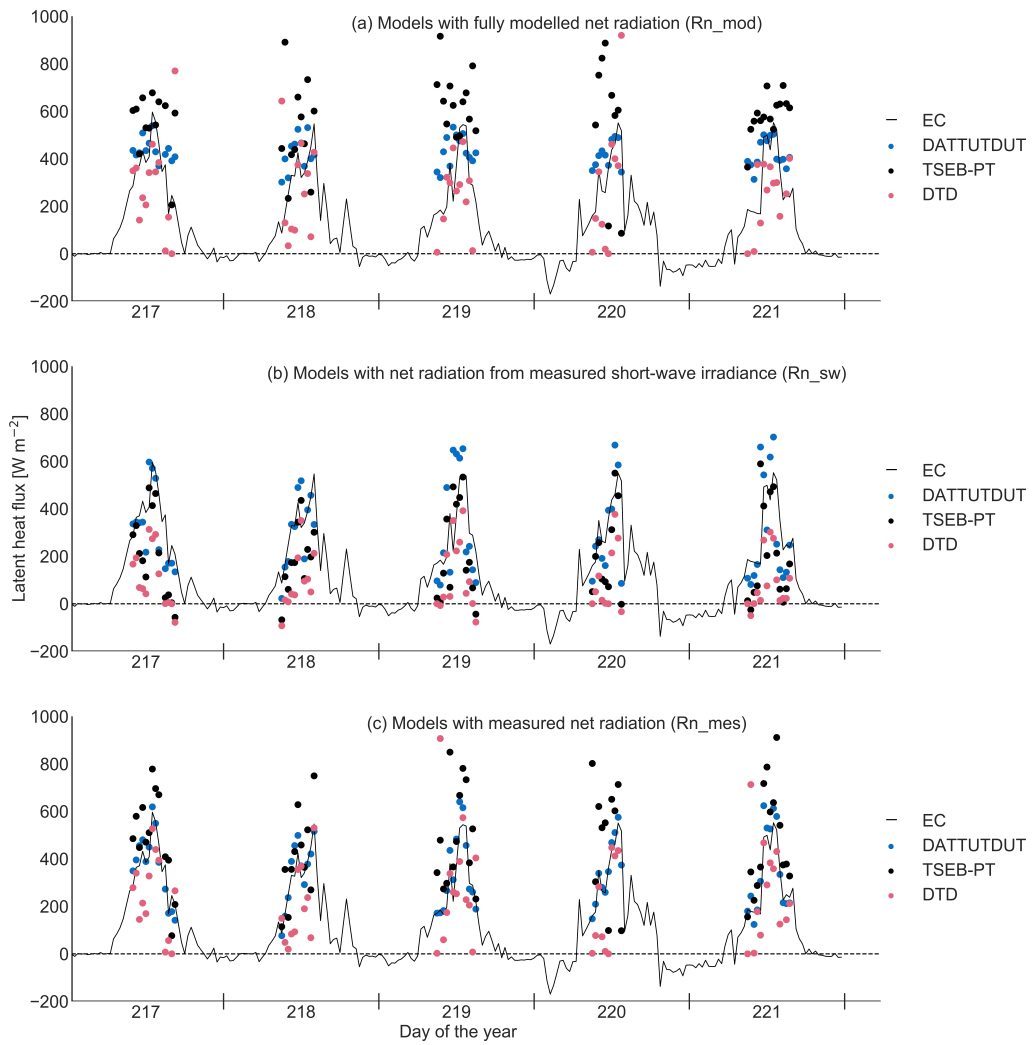 (a) Models with fully modelled net radiation (Rn_mod)
1000
800
600
400
200
0
−200
217
218
219
220
221
EC
DATTUTDUT
TSEB-PT
DTD
(b) Models with net radiation from measured short-wave irradiance (Rn_sw)
1000
800
600
400
200
0
−200
Latent heat flux [W m−2]
217
218
219
220
221
EC
DATTUTDUT
TSEB-PT
DTD
(c) Models with measured net radiation (Rn_mes)
1000
800
600
400
200
0
−200
217
218
219
220
221
EC
DATTUTDUT
TSEB-PT
DTD
Day of the year